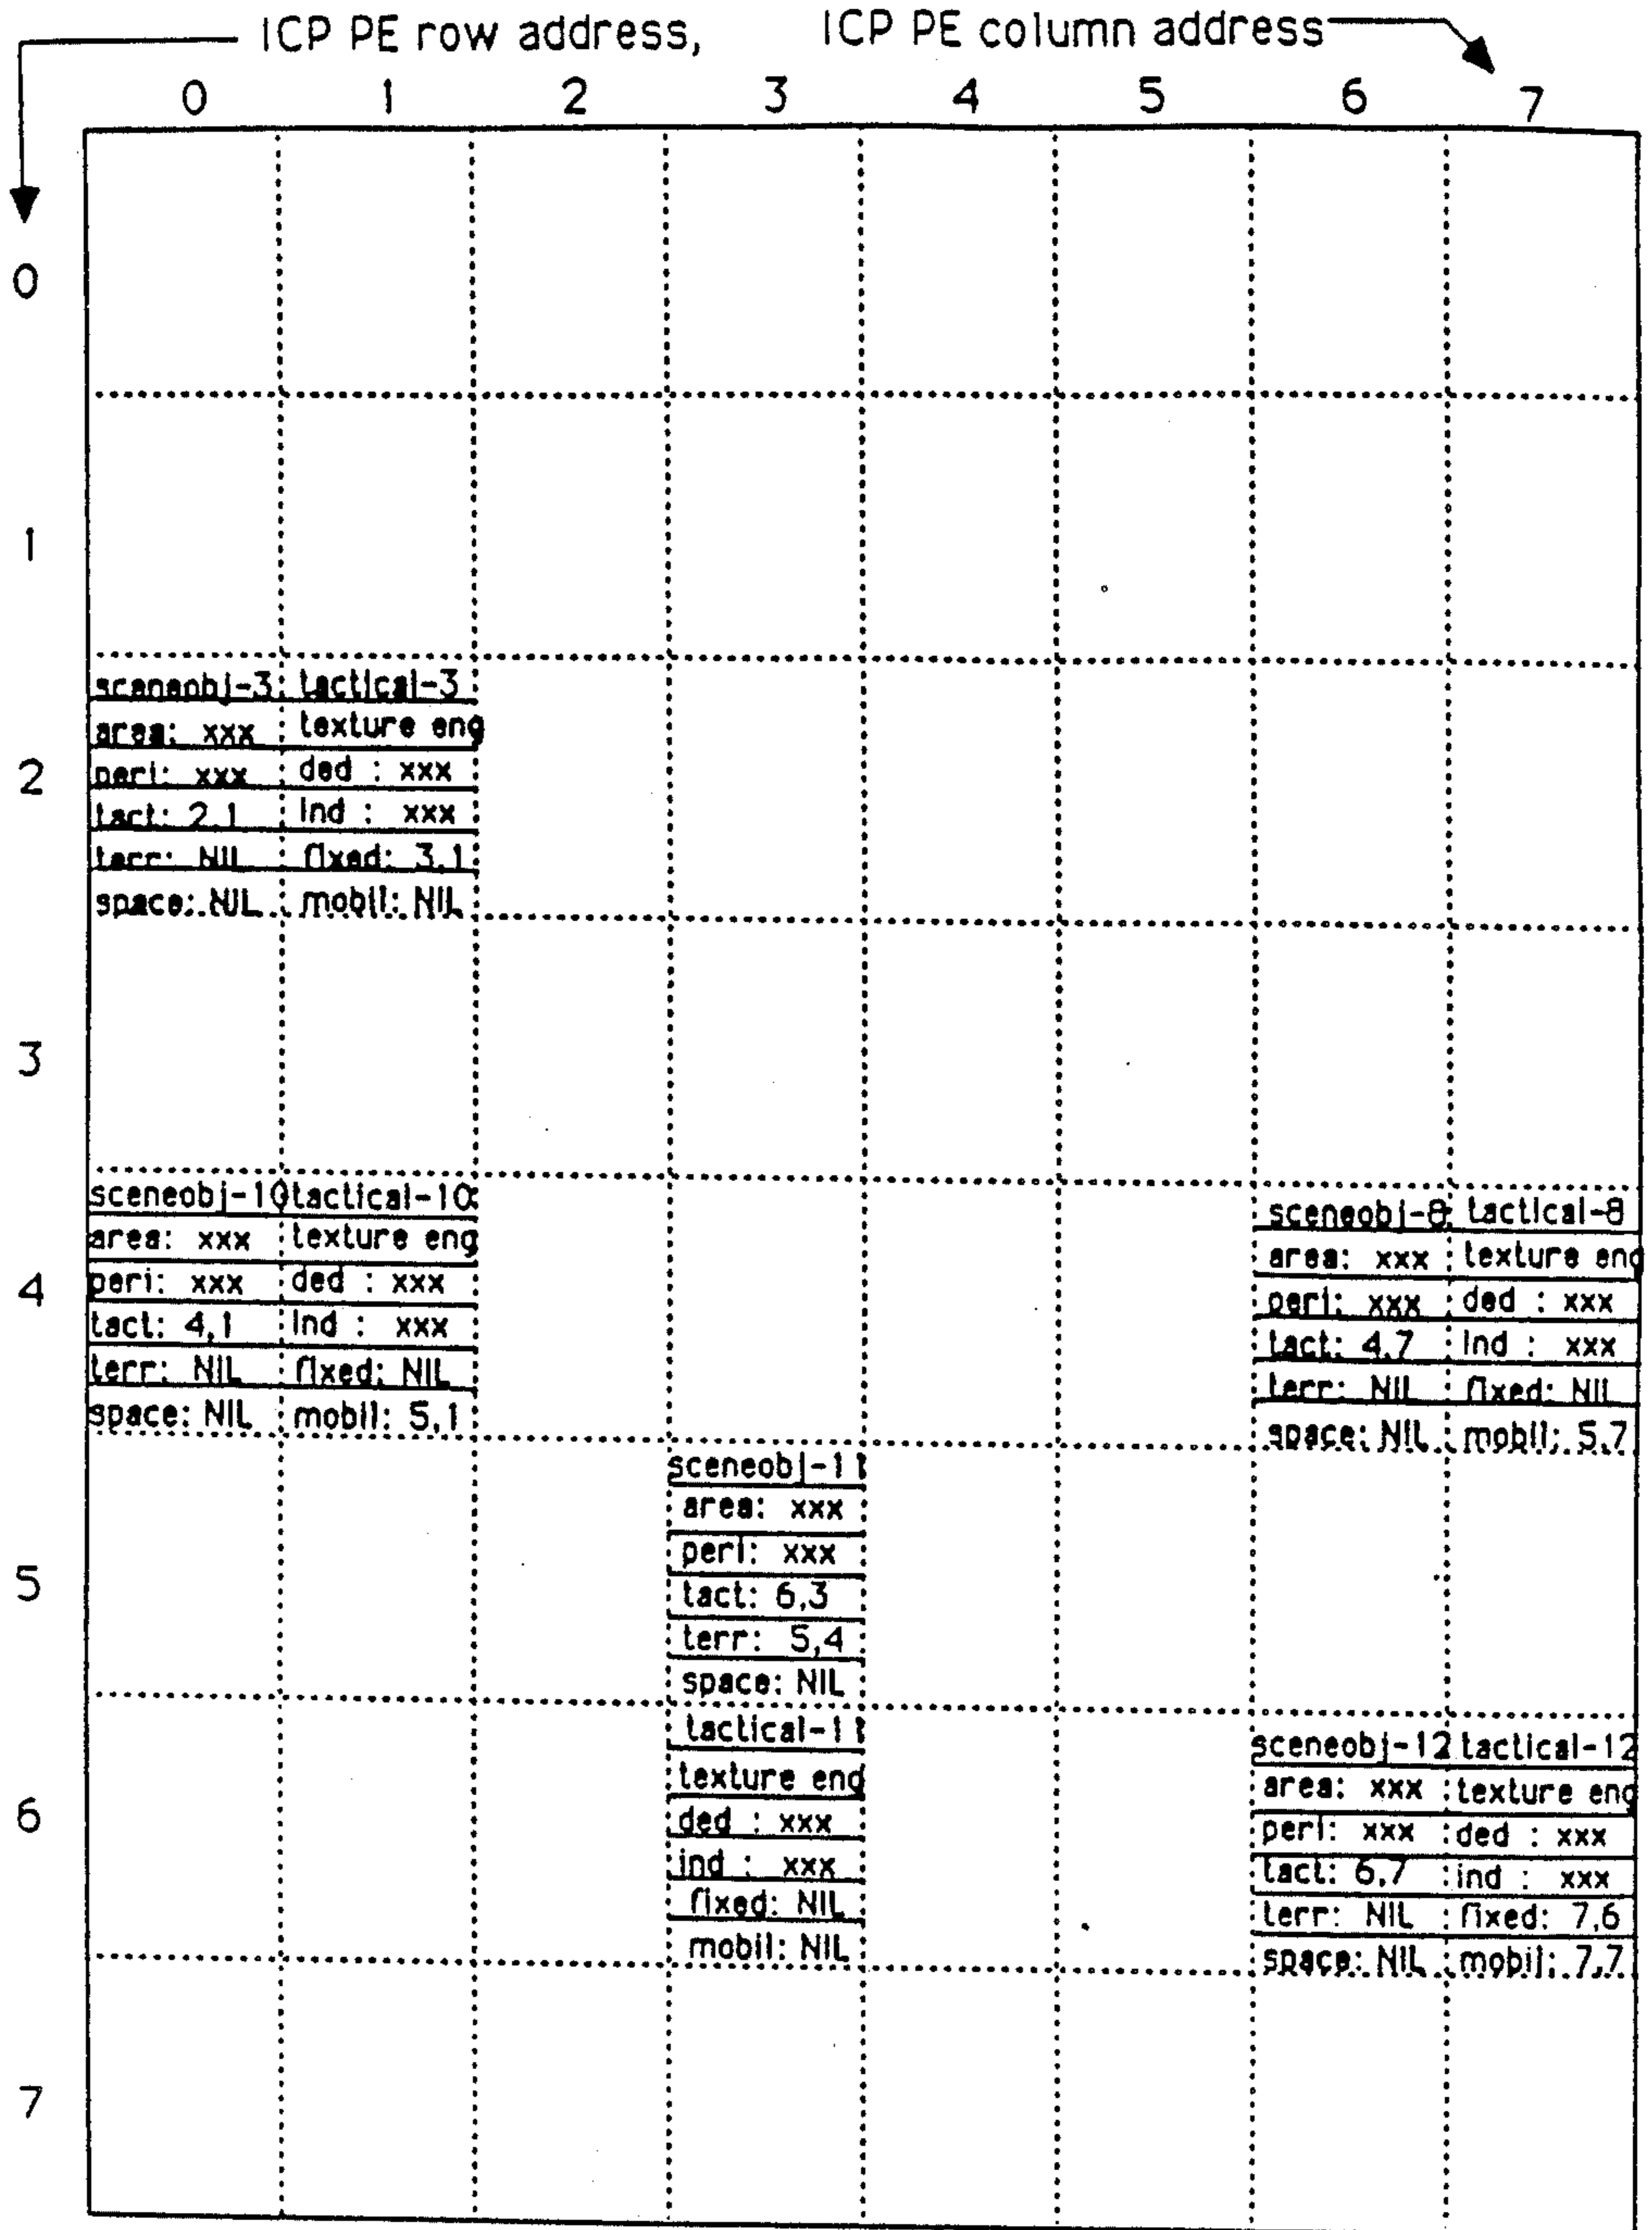 ICP PE row address, ICP PE column address
0 1 2 3 4 5 6 7
0
1
2
sceneobj-3 tactical-3
area: xxx texture eng
peri: xxx ded : xxx
tact: 2,1 ind : xxx
terr: NIL fixed: 3,1
space: NIL mobil: NIL
3
4
sceneobj-10 tactical-10
area: xxx texture eng
peri: xxx ded : xxx
tact: 4,1 ind : xxx
terr: NIL fixed: NIL
space: NIL mobil: 5,1
sceneobj-8 tactical-8
area: xxx texture eng
peri: xxx ded : xxx
tact: 4,7 ind : xxx
terr: NIL fixed: NIL
space: NIL mobil: 5,7
5
sceneobj-11
area: xxx
peri: xxx
tact: 6,3
terr: 5,4
space: NIL
6
tactical-11
texture eng
ded : xxx
ind : xxx
fixed: NIL
mobil: NIL
sceneobj-12 tactical-12
area: xxx texture eng
peri: xxx ded : xxx
tact: 6,7 ind : xxx
terr: NIL fixed: 7,6
space: NIL mobil: 7,7
7